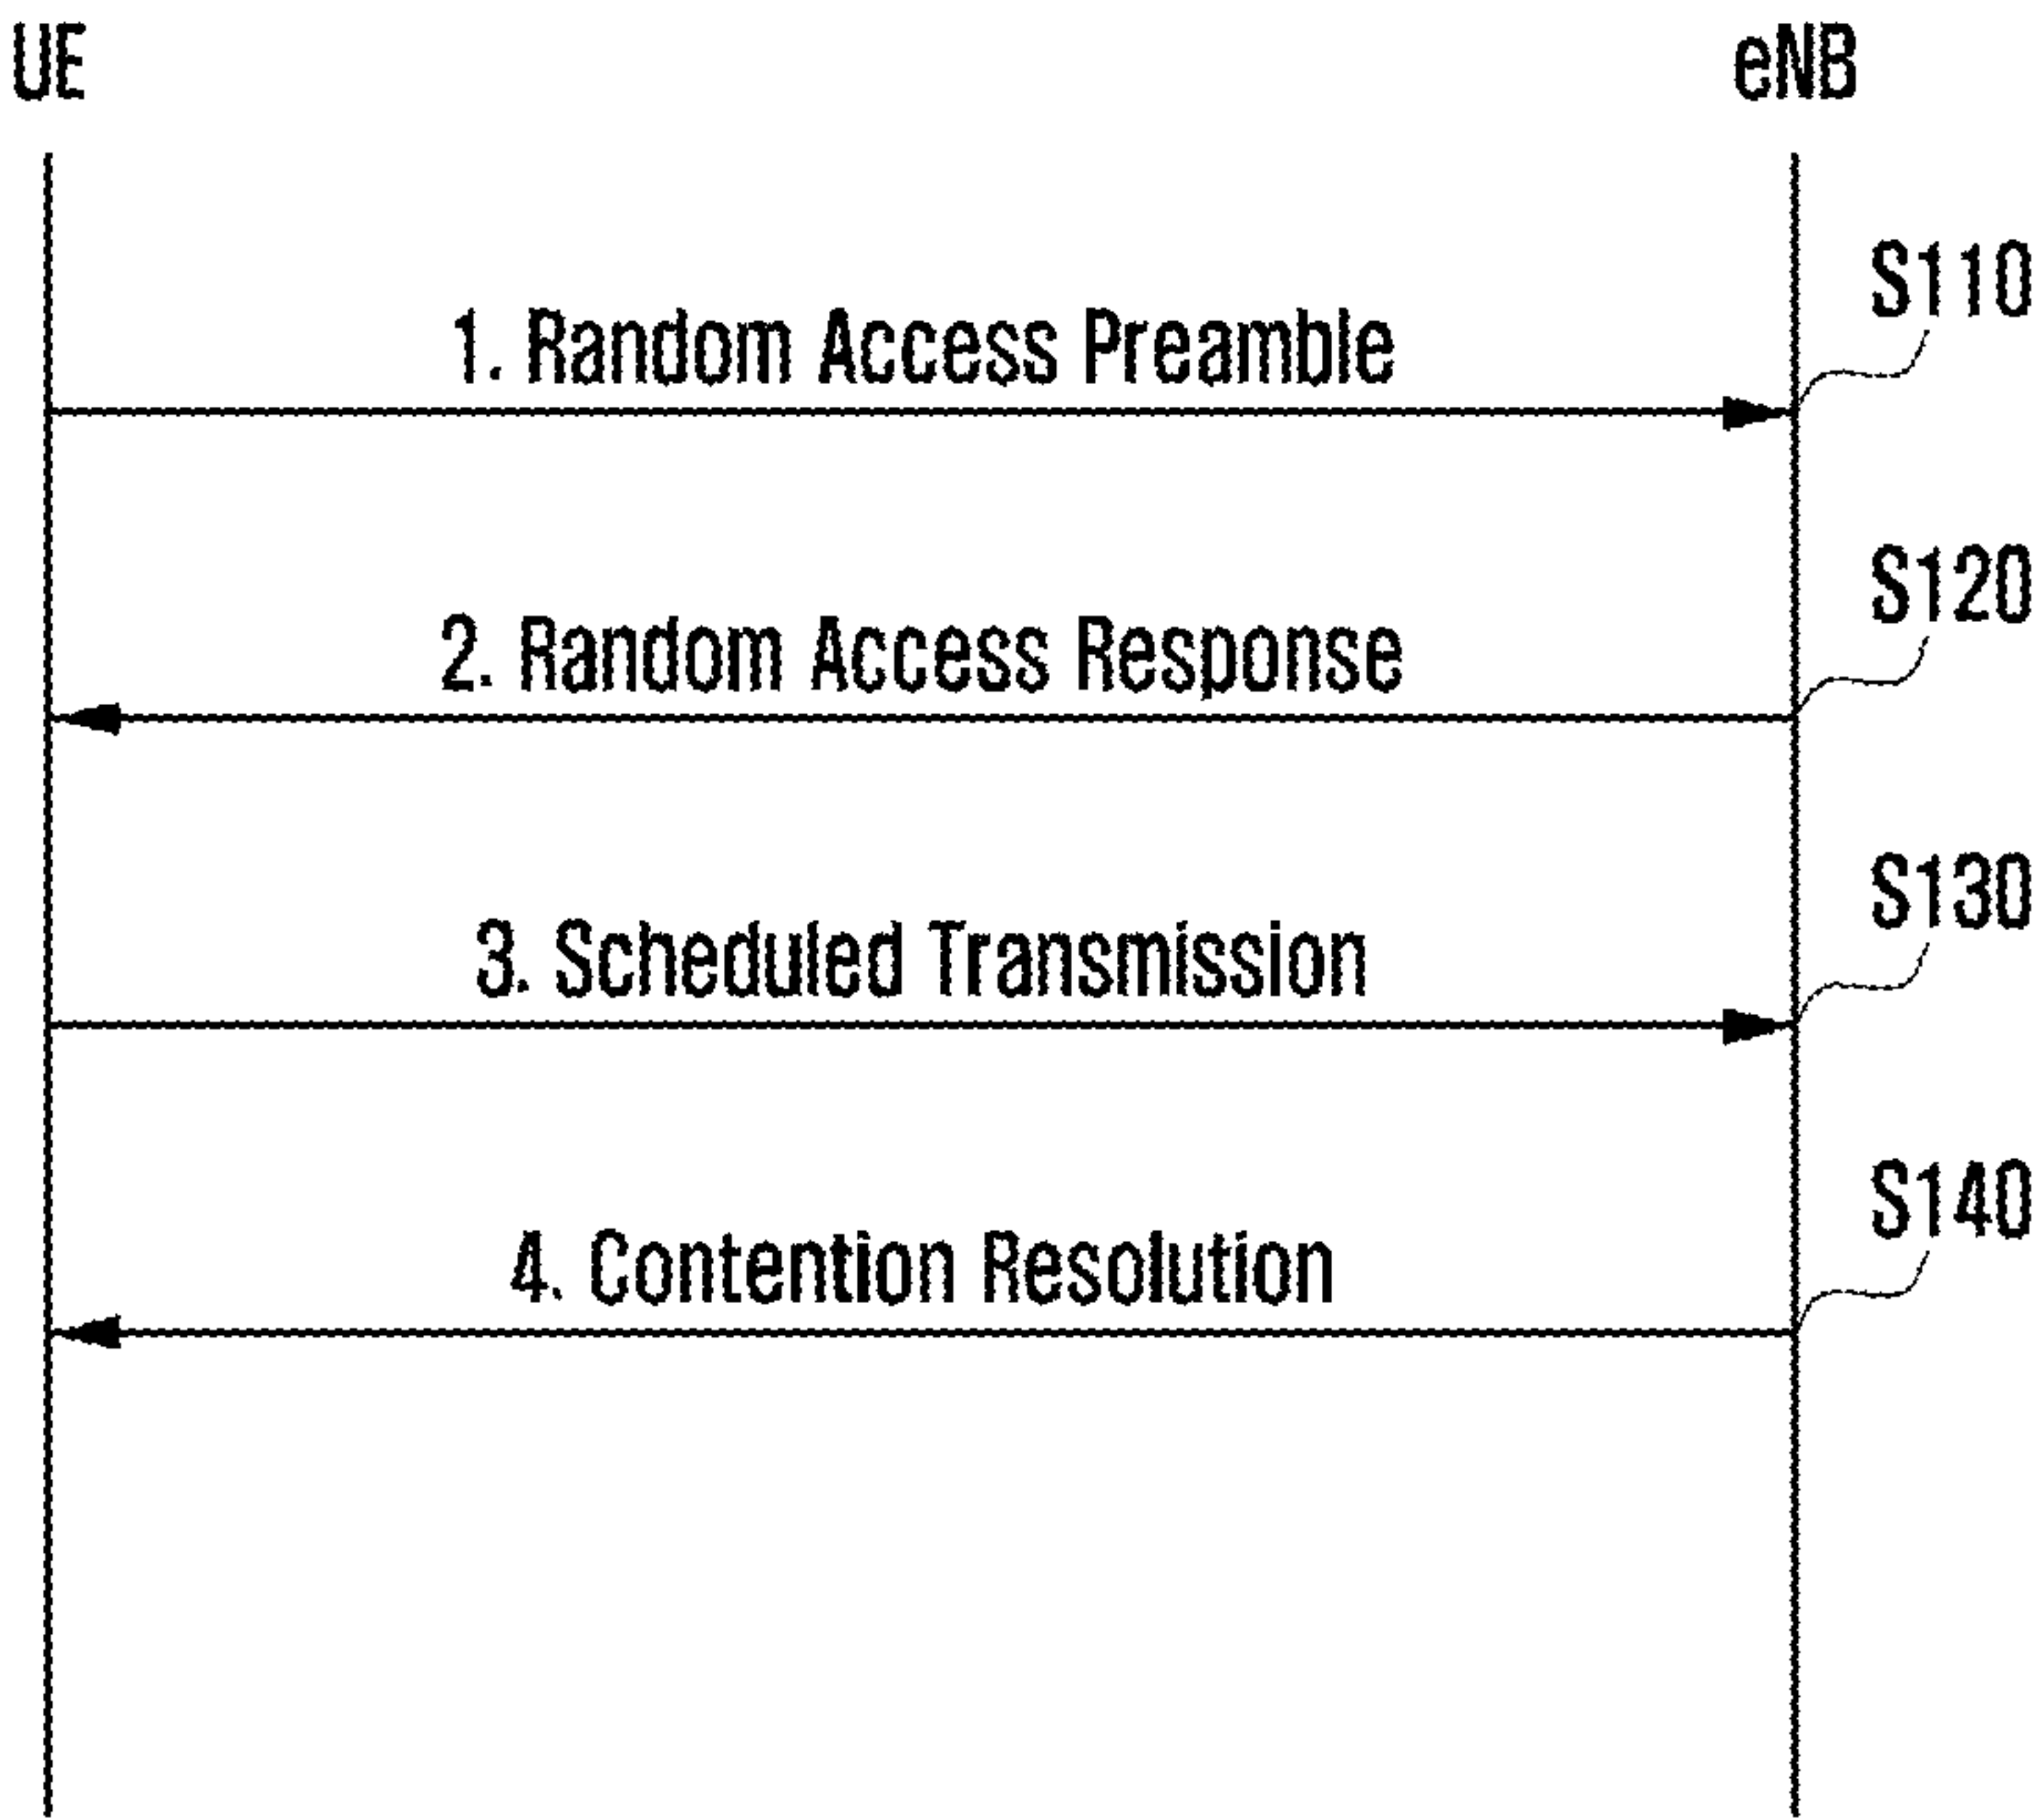 UE eNB
S110
1. Random Access Preamble
S120
2. Random Access Response
S130
3. Scheduled Transmission
S140
4. Contention Resolution